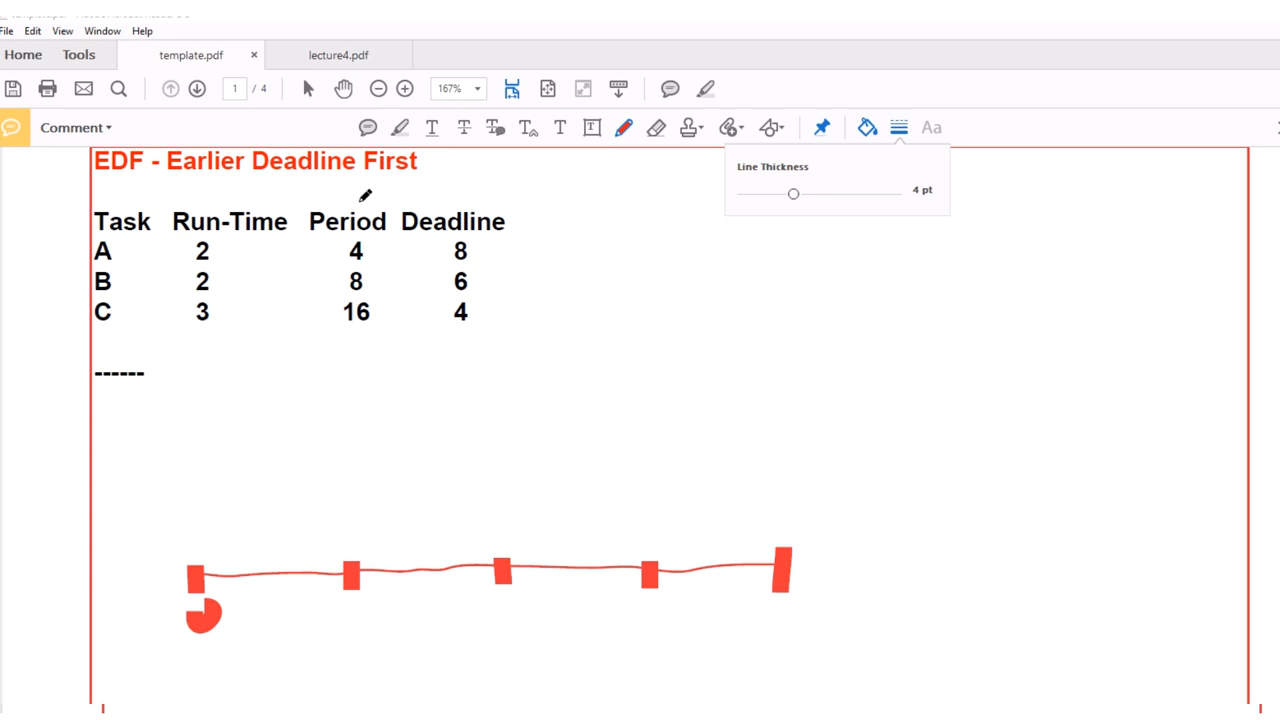 File Edit View Window Help
Home Tools template.pdf × lecture4.pdf
1 / 4 167%
Comment
Aa
Line Thickness
4 pt
EDF - Earlier Deadline First
Task Run-Time Period Deadline
A 2 4 8
B 2 8 6
C 3 16 4
------